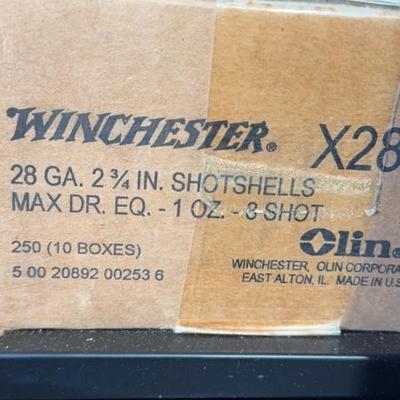 WINCHESTER® X28
28 GA. 2 ¾ IN. SHOTSHELLS
MAX DR. EQ. - 1 OZ. - 8 SHOT
250 (10 BOXES)
Olin®
5 00 20892 00253 6
WINCHESTER, OLIN CORPORA
EAST ALTON, IL. MADE IN U.S